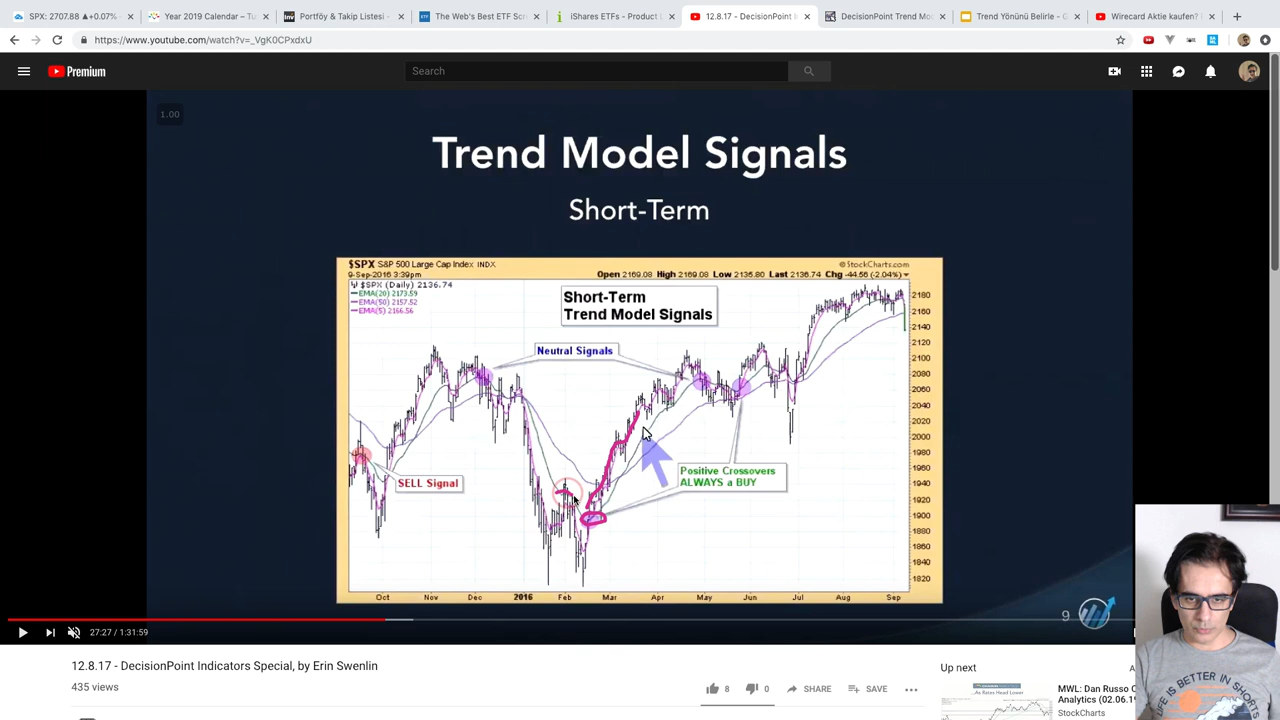 SPX: 2707.88 ▲+0.07%
Year 2019 Calendar – Tu
Portföy & Takip Listesi -
The Web's Best ETF Scr
iShares ETFs - Product L
12.8.17 - DecisionPoint I
DecisionPoint Trend Mo
Trend Yönünü Belirle - G
Wirecard Aktie kaufen?
https://www.youtube.com/watch?v=_VgK0CPxdxU
Premium
Search
1.00
Trend Model Signals
Short-Term
$SPX S&P 500 Large Cap Index INDX
© StockCharts.com
9-Sep-2016 3:39pm
Open 2169.08 High 2169.08 Low 2135.80 Last 2136.74 Chg -44.56 (-2.04%)
$SPX (Daily) 2136.74
EMA(20) 2173.59
EMA(50) 2157.52
EMA(5) 2166.56
Short-Term
Trend Model Signals
Neutral Signals
SELL Signal
Positive Crossovers
ALWAYS a BUY
2180
2160
2140
2120
2100
2080
2060
2040
2020
2000
1980
1960
1940
1920
1900
1880
1860
1840
1820
Oct Nov Dec 2016 Feb Mar Apr May Jun Jul Aug Sep
9
27:27 / 1:31:59
12.8.17 - DecisionPoint Indicators Special, by Erin Swenlin
435 views
8
0
SHARE
SAVE
Up next
A
MWL: Dan Russo C
Analytics (02.06.1
StockCharts
LIFE IS BETTER IN SHORTS